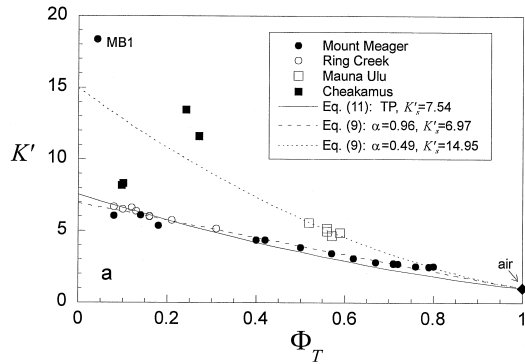 20
15
10
5
0
K'
MB1
Mount Meager
Ring Creek
Mauna Ulu
Cheakamus
Eq. (11): TP, K'ₛ=7.54
Eq. (9): α=0.96, K'ₛ=6.97
Eq. (9): α=0.49, K'ₛ=14.95
air
a
0 0.2 0.4 0.6 0.8 1
Φ_T